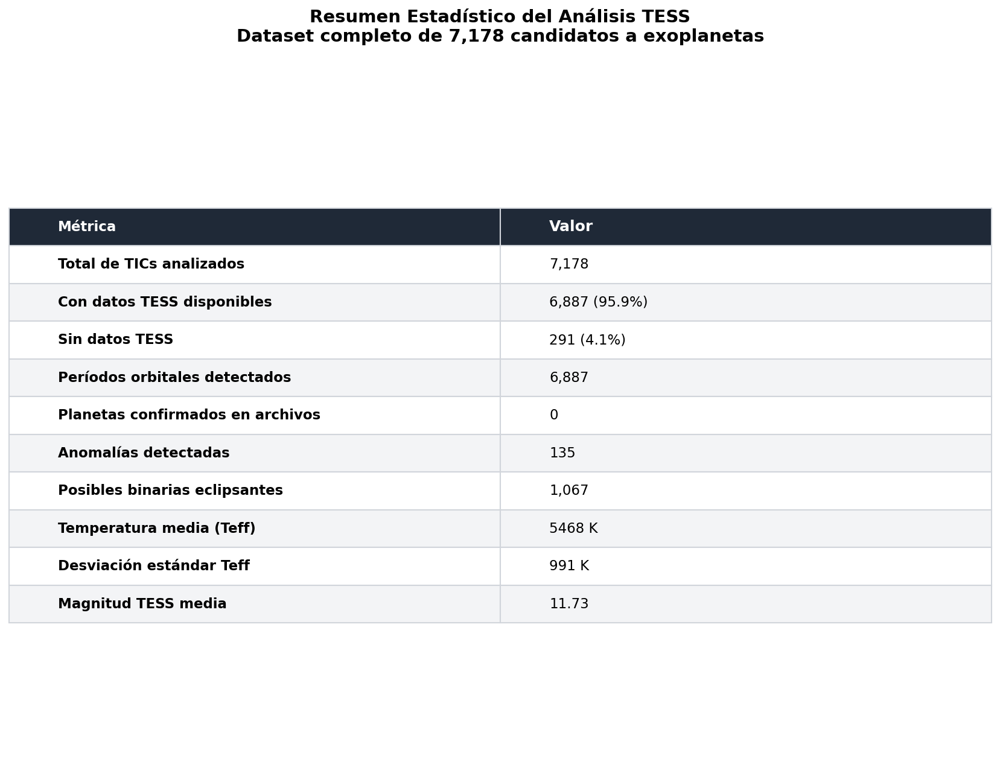 Resumen Estadístico del Análisis TESS
Dataset completo de 7,178 candidatos a exoplanetas
Métrica Valor
Total de TICs analizados 7,178
Con datos TESS disponibles 6,887 (95.9%)
Sin datos TESS 291 (4.1%)
Períodos orbitales detectados 6,887
Planetas confirmados en archivos 0
Anomalías detectadas 135
Posibles binarias eclipsantes 1,067
Temperatura media (Teff) 5468 K
Desviación estándar Teff 991 K
Magnitud TESS media 11.73